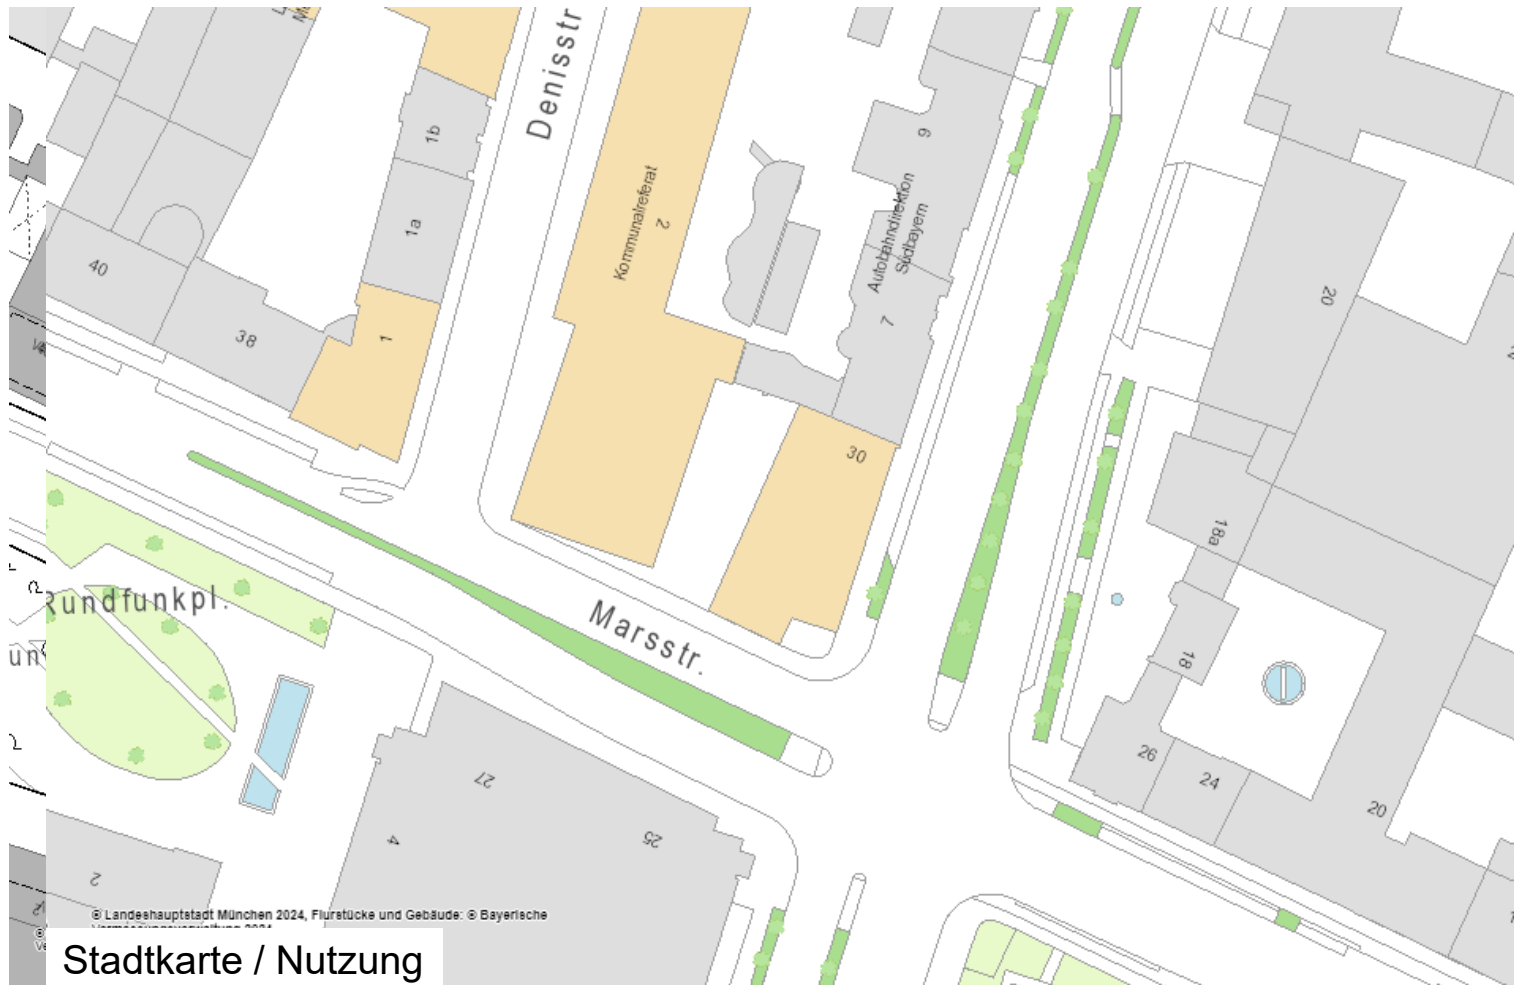 Denisstr
1b
9
Kommunalreferat
2
1a
Autobahndirektion
Südbayern
40
20
38
1
7
30
18a
Rundfunkpl.
Marsstr.
18
26
24
27
20
4
25
2
© Landeshauptstadt München 2024, Flurstücke und Gebäude: © Bayerische
Stadtkarte / Nutzung